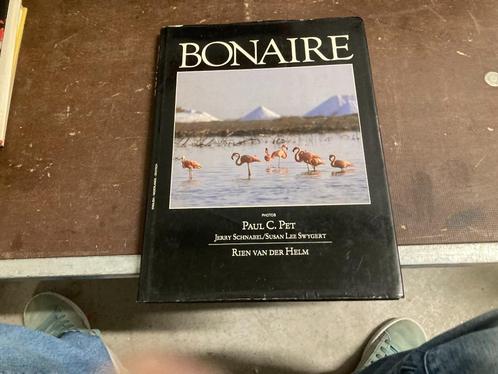 BONAIRE
PHOTOS
PAUL C. PET
JERRY SCHNABEL/SUSAN LEE SWYGERT
RIEN VAN DER HELM